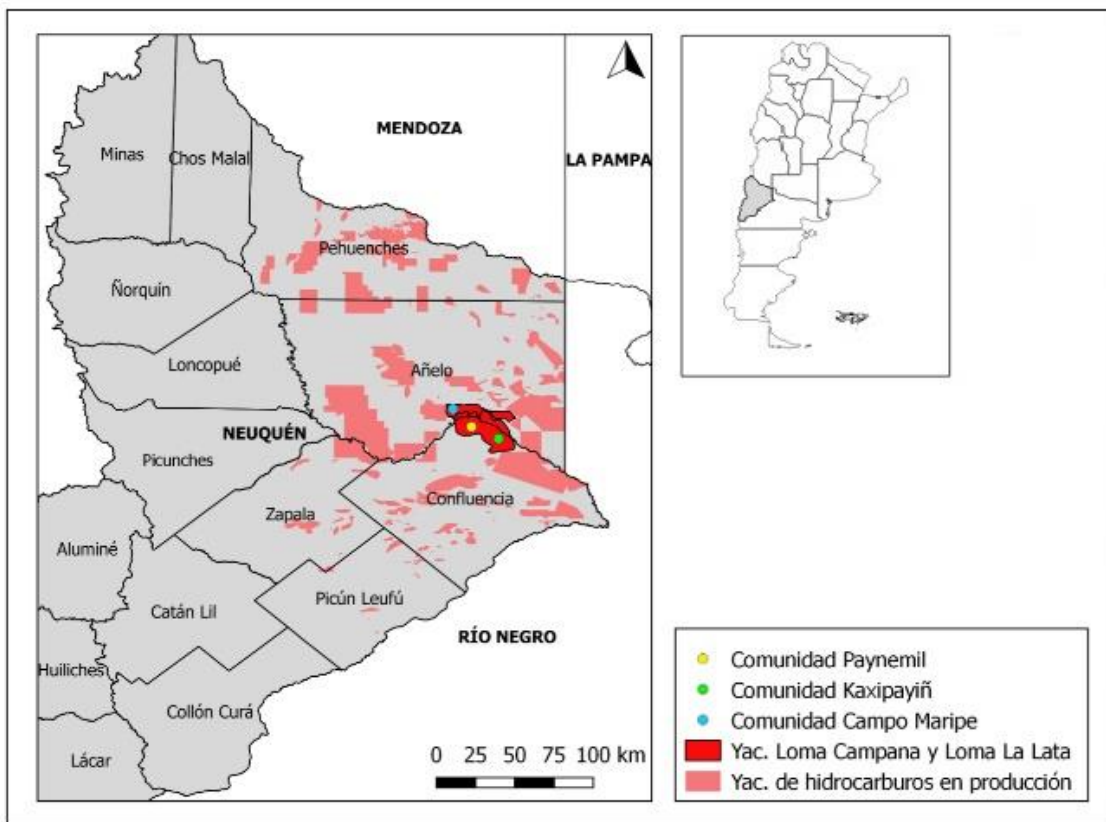 MENDOZA
LA PAMPA
Minas
Chos Malal
Pehuenches
Ñorquín
Loncopué
Añelo
NEUQUÉN
Picunches
Confluencia
Zapala
Aluminé
Catán Lil
Picún Leufú
RÍO NEGRO
Huiliches
Collón Curá
Lácar
0 25 50 75 100 km
Comunidad Paynemil
Comunidad Kaxipayiñ
Comunidad Campo Maripe
Yac. Loma Campana y Loma La Lata
Yac. de hidrocarburos en producción